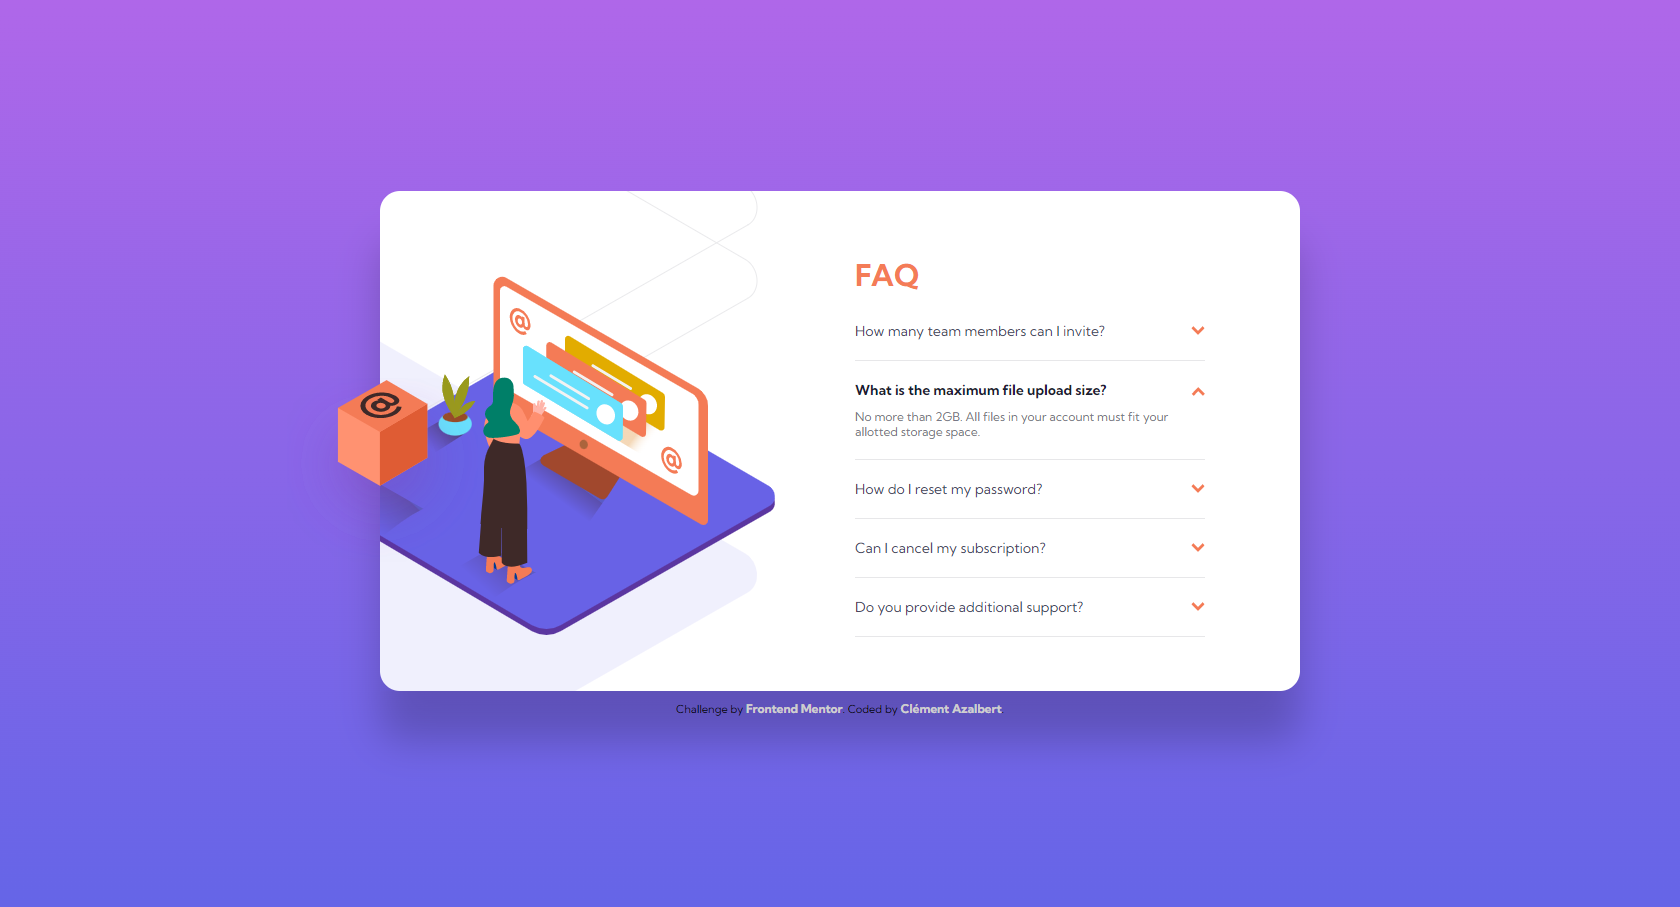 @
@
@
FAQ
How many team members can I invite?
What is the maximum file upload size?
No more than 2GB. All files in your account must fit your
allotted storage space.
How do I reset my password?
Can I cancel my subscription?
Do you provide additional support?
Challenge by Frontend Mentor. Coded by Clément Azalbert